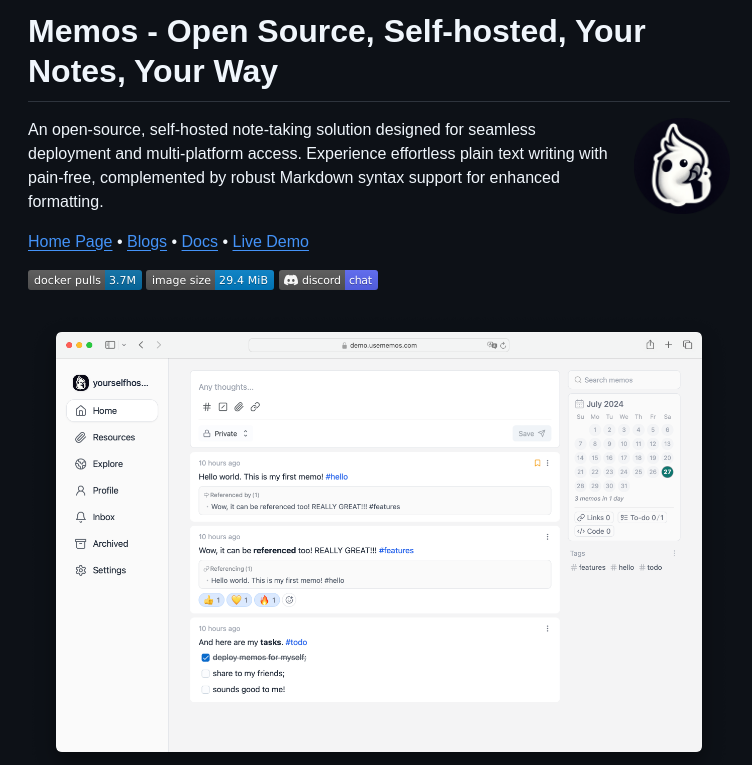 Memos - Open Source, Self-hosted, Your
Notes, Your Way
An open-source, self-hosted note-taking solution designed for seamless
deployment and multi-platform access. Experience effortless plain text writing with
pain-free, complemented by robust Markdown syntax support for enhanced
formatting.
Home Page • Blogs • Docs • Live Demo
docker pulls 3.7M image size 29.4 MiB discord chat
demo.usememos.com
yourselfhos...
Home
Resources
Explore
Profile
Inbox
Archived
Settings
Any thoughts...
Private
Save
10 hours ago
Hello world. This is my first memo! #hello
Referenced by (1)
Wow, it can be referenced too! REALLY GREAT!!! #features
10 hours ago
Wow, it can be referenced too! REALLY GREAT!!! #features
Referencing (1)
Hello world. This is my first memo! #hello
👍 1 💛 1 🔥 1
10 hours ago
And here are my tasks. #todo
deploy memos for myself;
share to my friends;
sounds good to me!
Search memos
July 2024
Su Mo Tu We Th Fr Sa
1 2 3 4 5 6
7 8 9 10 11 12 13
14 15 16 17 18 19 20
21 22 23 24 25 26 27
28 29 30 31
3 memos in 1 day
Links 0 To-do 0/1
</> Code 0
Tags
# features # hello # todo